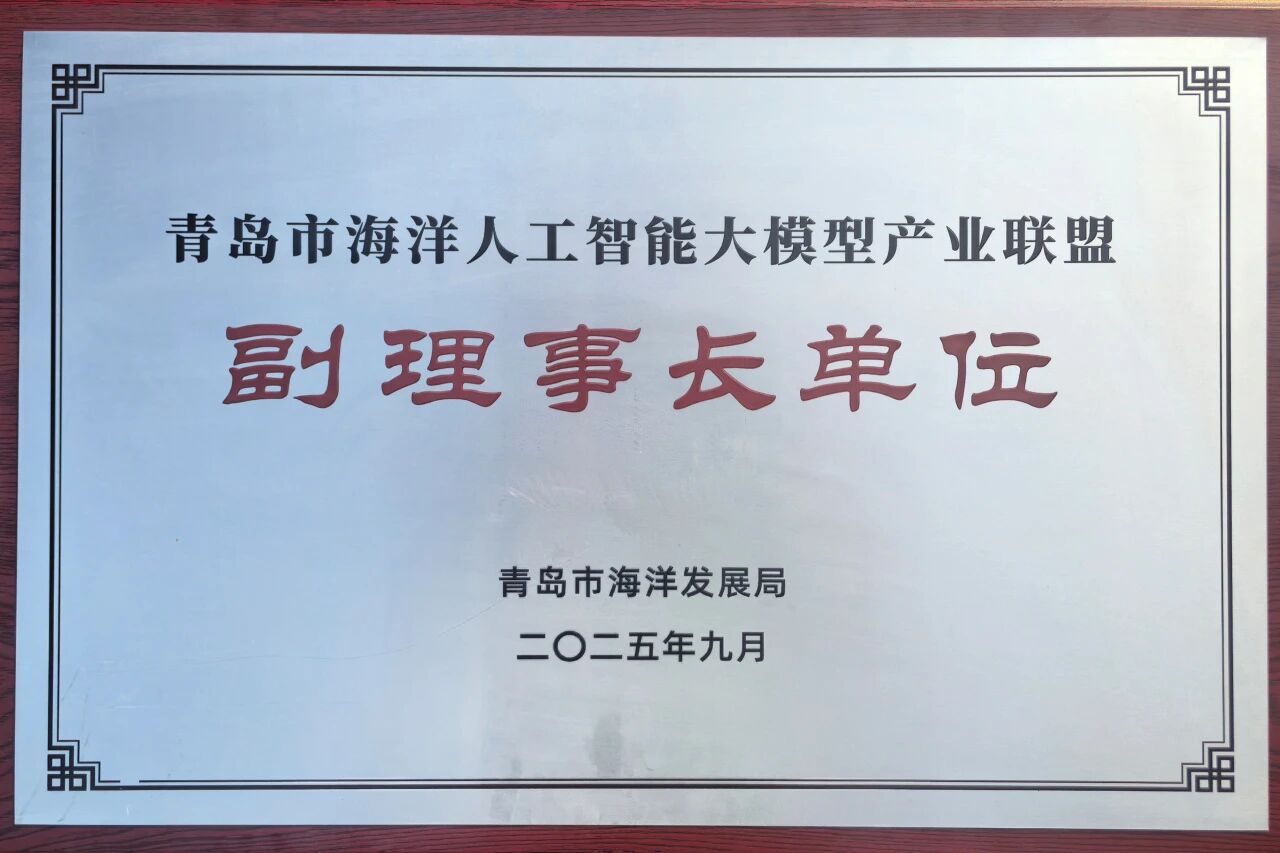 青岛市海洋人工智能大模型产业联盟
副理事长单位
青岛市海洋发展局
二〇二五年九月